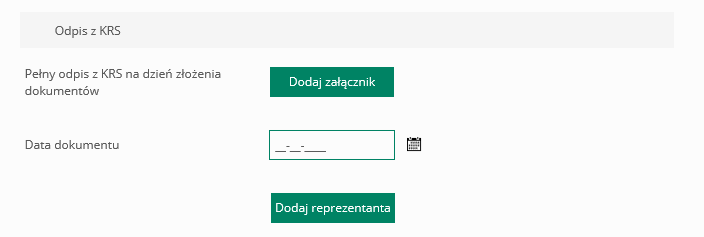 Odpis z KRS
Pełny odpis z KRS na dzień złożenia
dokumentów
Dodaj załącznik
Data dokumentu
__-__-____
Dodaj reprezentanta